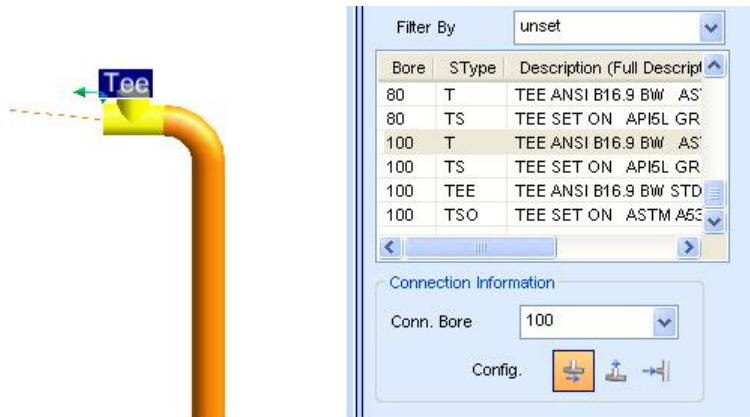 Tee
Filter By unset
Bore SType Description (Full Descript
80 T TEE ANSI B16.9 BW AS
80 TS TEE SET ON API5L GR
100 T TEE ANSI B16.9 BW AS
100 TS TEE SET ON API5L GR
100 TEE TEE ANSI B16.9 BW STD
100 TSO TEE SET ON ASTM A53
Connection Information
Conn. Bore 100
Config.